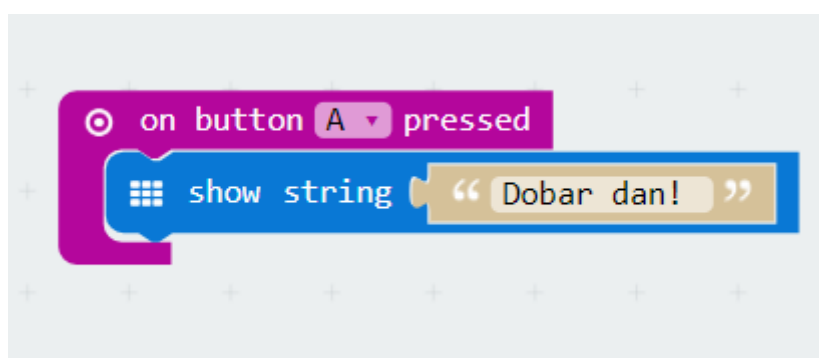 on button A pressed
show string “ Dobar dan! ”